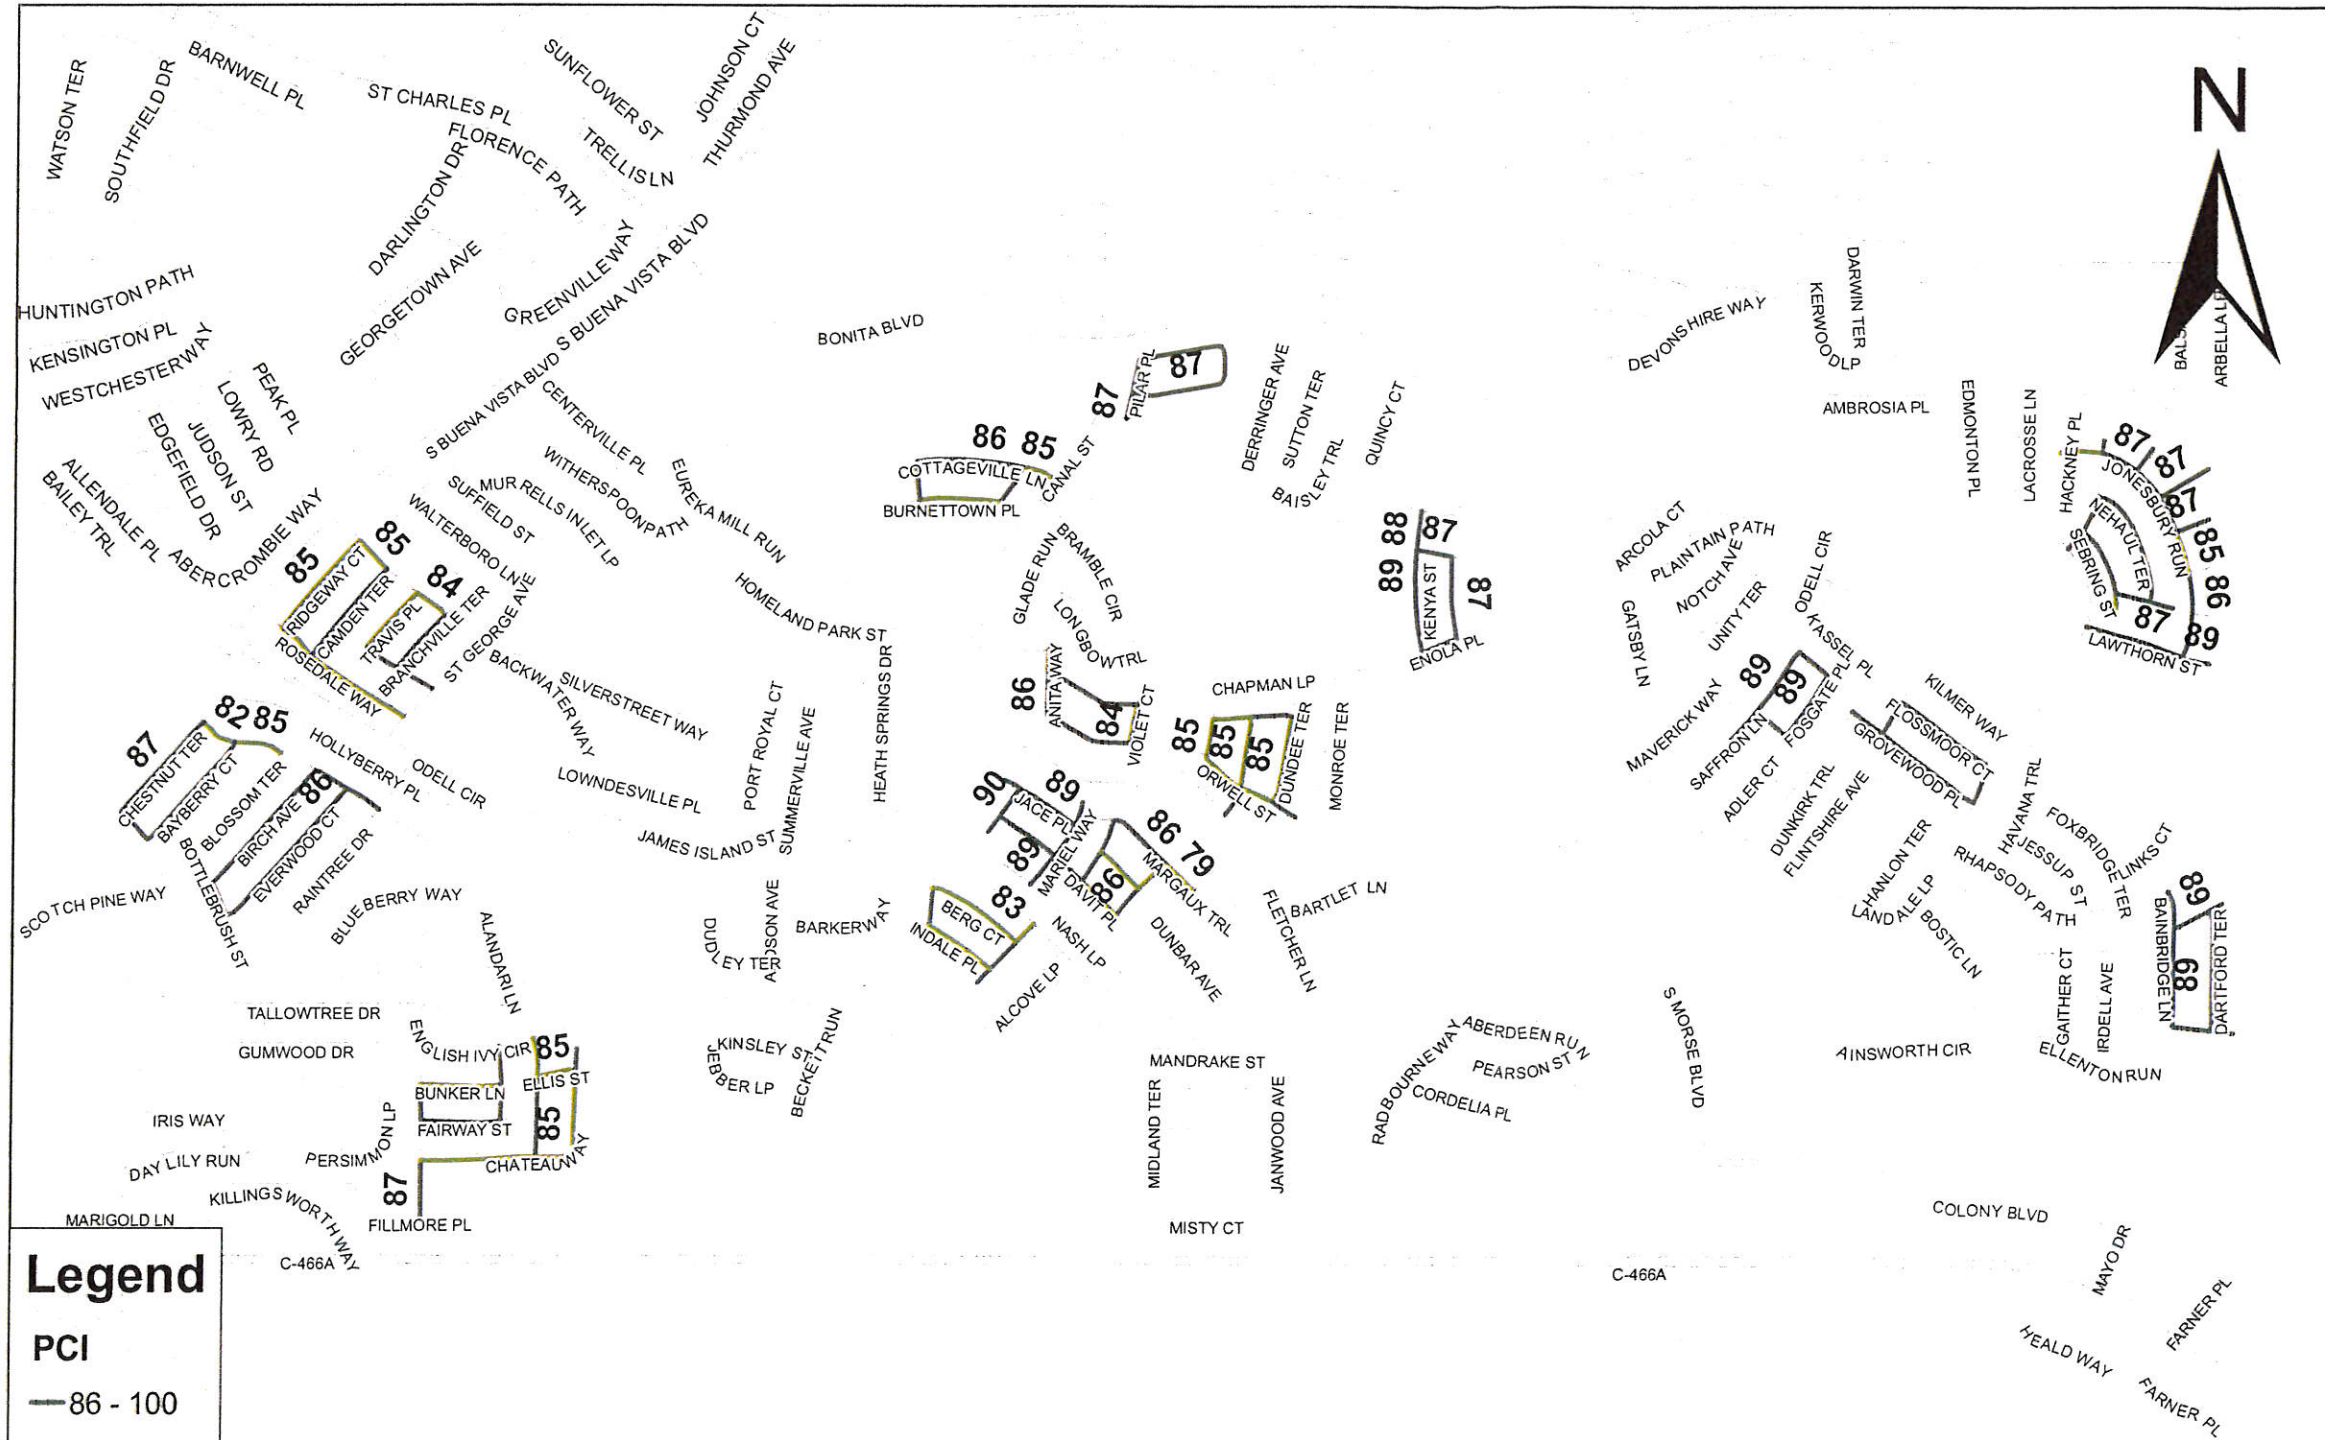 WATSON TER
SOUTHFIELD DR
BARNWELL PL
ST CHARLES PL
FLORENCE PATH
DARLINGTON DR
SUNFLOWER ST
TRELLIS LN
JOHNSON CT
THURMOND AVE
N
HUNTINGTON PATH
KENSINGTON PL
WESTCHESTER WAY
GEORGETOWN AVE
GREENVILLE WAY
S BUENA VISTA BLVD
S BUENA VISTA BLVD
BONITA BLVD
DEVONSHIRE WAY
KERWOOD LP
DARWIN TER
ARBELLA LP
PEAK PL
LOWRY RD
JUDSON ST
EDGEFIELD DR
ALLENDALE PL
BAILEY TRL
ABERCROMBIE WAY
CENTERVILLE PL
WITHERSPOON PATH
MURRELLS INLET LP
SUFFIELD ST
WALTERBORO LN
EUREKA MILL RUN
HOMELAND PARK ST
87
PILAR PL
87
86
85
COTTAGEVILLE LN
CANAL ST
BURNETTOWN PL
DERRINGER AVE
SUTTON TER
BAISLEY TRL
QUINCY CT
AMBROSIA PL
EDMONTON PL
LACROSSE LN
HACKNEY PL
87
87
JONESBURY RUN
87
85
86
NEHAUL TER
SEBRING ST
87
89
LAWTHORN ST
85
85
RIDGEWAY CT
CAMDEN TER
84
TRAVIS PL
BRANCHVILLE TER
ROSEDALE WAY
ST GEORGE AVE
BACKWATER WAY
SILVERSTREET WAY
GLADE RUN
BRAMBLE CIR
LONGBOW TRL
88
87
89
KENYA ST
87
ENOLA PL
ARCOLA CT
PLAINTAIN PATH
NOTCH AVE
UNITY TER
ODELL CIR
GATSBY LN
KASSEL PL
MAVERICK WAY
89
89
SAFFRON LN
FOSGATE PL
ADLER CT
DUNKIRK TRL
FLINTSHIRE AVE
KILMER WAY
FLOSSMOOR CT
GROVEWOOD PL
87
82
85
CHESTNUT TER
BAYBERRY CT
BLOSSOM TER
BIRCH AVE
86
EVERWOOD CT
RAINTREE DR
BOTTLEBRUSH ST
HOLLYBERRY PL
ODELL CIR
LOWNDESVILLE PL
JAMES ISLAND ST
PORT ROYAL CT
SUMMERVILLE AVE
HEATH SPRINGS DR
86
ANITA WAY
84
VIOLET CT
CHAPMAN LP
85
85
85
DUNDEE TER
ORWELL ST
MONROE TER
90
JACE PL
89
89
MARIEL WAY
86
79
MARGAUX TRL
86
DAVIT PL
83
BERG CT
INDALE PL
NASH LP
ALCOVE LP
DUNBAR AVE
FLETCHER LN
BARTLET LN
SCOTCH PINE WAY
BLUEBERRY WAY
ALANDARI LN
DUDLEY TER
BARKER WAY
HAVANA TRL
JESSUP ST
FOXBRIDGE TER
LINKS CT
RHAPSODY PATH
HANLON TER
LANDALE LP
BOSTIC LN
GAITHER CT
IRDELL AVE
89
BAINBRIDGE LN
89
DARTFORD TER
TALLOWTREE DR
GUMWOOD DR
ENGLISH IVY CIR
85
BUNKER LN
ELLIS ST
85
FAIRWAY ST
CHATEAU WAY
87
FILLMORE PL
IRIS WAY
DAY LILY RUN
PERSIMMON LP
KILLINGSWORTH WAY
MARIGOLD LN
C-466A
KINSLEY ST
JEBBER LP
BECKETT RUN
MANDRAKE ST
MIDLAND TER
JANWOOD AVE
MISTY CT
RADBOURNE WAY
ABERDEEN RUN
PEARSON ST
CORDELIA PL
S MORSE BLVD
AINSWORTH CIR
ELLENTON RUN
COLONY BLVD
C-466A
MAYO DR
FARNER PL
HEALD WAY
FARNER PL
Legend
PCI
86 - 100